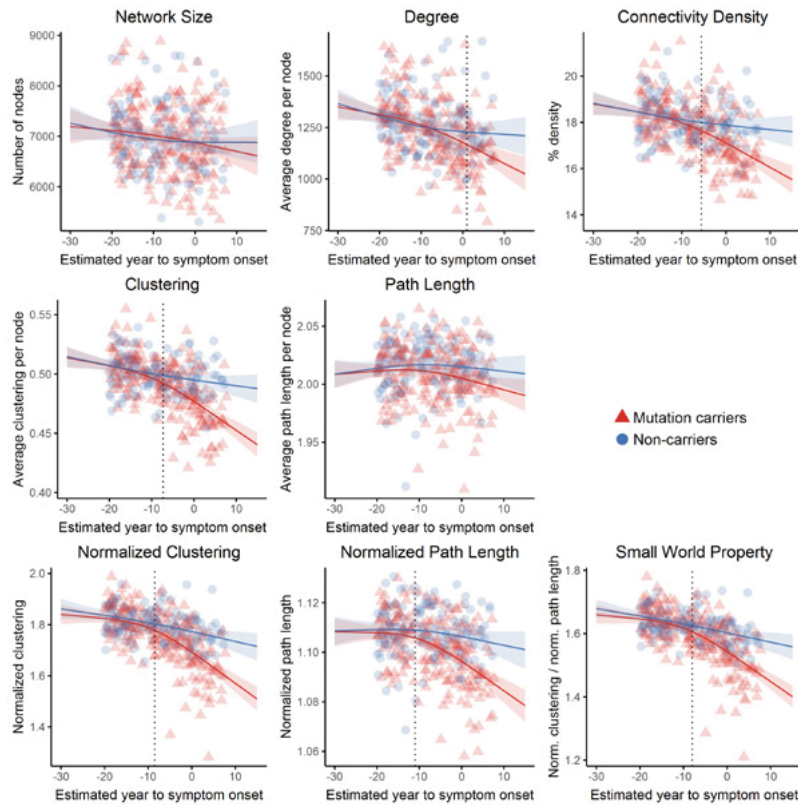 Network Size
Degree
Connectivity Density
Number of nodes
9000
8000
7000
6000
-30 -20 -10 0 10
Estimated year to symptom onset
Average degree per node
1500
1250
1000
750
-30 -20 -10 0 10
Estimated year to symptom onset
% density
20
18
16
14
-30 -20 -10 0 10
Estimated year to symptom onset
Clustering
Path Length
Average clustering per node
0.55
0.50
0.45
0.40
-30 -20 -10 0 10
Estimated year to symptom onset
Average path length per node
2.05
2.00
1.95
-30 -20 -10 0 10
Estimated year to symptom onset
Mutation carriers
Non-carriers
Normalized Clustering
Normalized Path Length
Small World Property
Normalized clustering
2.0
1.8
1.6
1.4
-30 -20 -10 0 10
Estimated year to symptom onset
Normalized path length
1.12
1.10
1.08
1.06
-30 -20 -10 0 10
Estimated year to symptom onset
Norm. clustering / norm. path length
1.8
1.6
1.4
1.2
-30 -20 -10 0 10
Estimated year to symptom onset